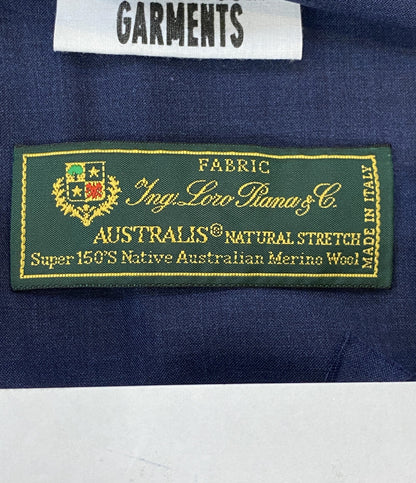 GARMENTS
FABRIC
Ing. Loro Piana & C.
AUSTRALIS® NATURAL STRETCH
Super 150'S Native Australian Merino Wool
MADE IN ITALY